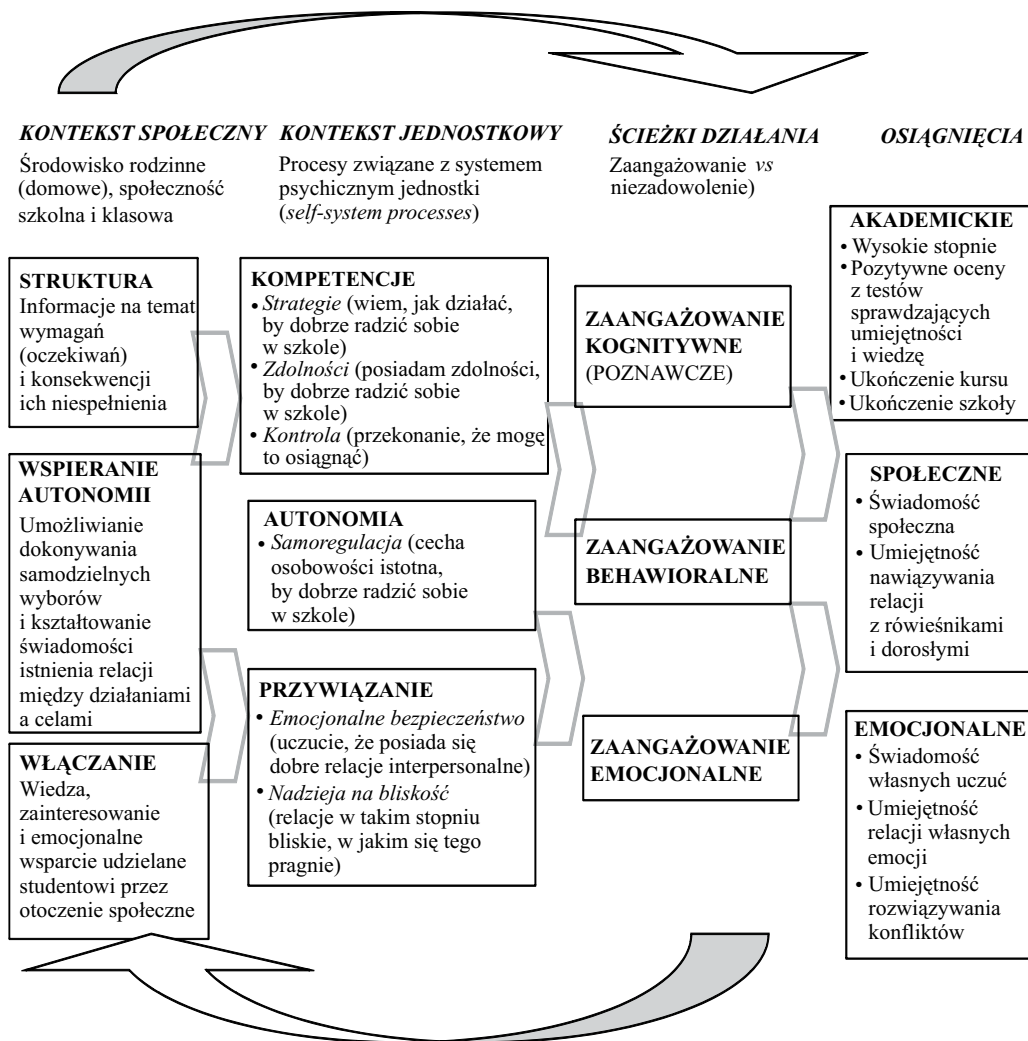 KONTEKST SPOŁECZNY
Środowisko rodzinne
(domowe), społeczność
szkolna i klasowa
KONTEKST JEDNOSTKOWY
Procesy związane z systemem
psychicznym jednostki
(self-system processes)
ŚCIEŻKI DZIAŁANIA
Zaangażowanie vs
niezadowolenie)
OSIĄGNIĘCIA
STRUKTURA
Informacje na temat
wymagań
(oczekiwań)
i konsekwencji
ich niespełnienia
WSPIERANIE
AUTONOMII
Umożliwianie
dokonywania
samodzielnych
wyborów
i kształtowanie
świadomości
istnienia relacji
między działaniami
a celami
WŁĄCZANIE
Wiedza,
zainteresowanie
i emocjonalne
wsparcie udzielane
studentowi przez
otoczenie społeczne
KOMPETENCJE
• Strategie (wiem, jak działać,
by dobrze radzić sobie
w szkole)
• Zdolności (posiadam zdolności,
by dobrze radzić sobie
w szkole)
• Kontrola (przekonanie, że mogę
to osiągnąć)
AUTONOMIA
• Samoregulacja (cecha
osobowości istotna,
by dobrze radzić sobie
w szkole)
PRZYWIĄZANIE
• Emocjonalne bezpieczeństwo
(uczucie, że posiada się
dobre relacje interpersonalne)
• Nadzieja na bliskość
(relacje w takim stopniu
bliskie, w jakim się tego
pragnie)
ZAANGAŻOWANIE
KOGNITYWNE
(POZNAWCZE)
ZAANGAŻOWANIE
BEHAWIORALNE
ZAANGAŻOWANIE
EMOCJONALNE
AKADEMICKIE
• Wysokie stopnie
• Pozytywne oceny
z testów
sprawdzających
umiejętności
i wiedzę
• Ukończenie kursu
• Ukończenie szkoły
SPOŁECZNE
• Świadomość
społeczna
• Umiejętność
nawiązywania
relacji
z rówieśnikami
i dorosłymi
EMOCJONALNE
• Świadomość
własnych uczuć
• Umiejętność
relacji własnych
emocji
• Umiejętność
rozwiązywania
konfliktów